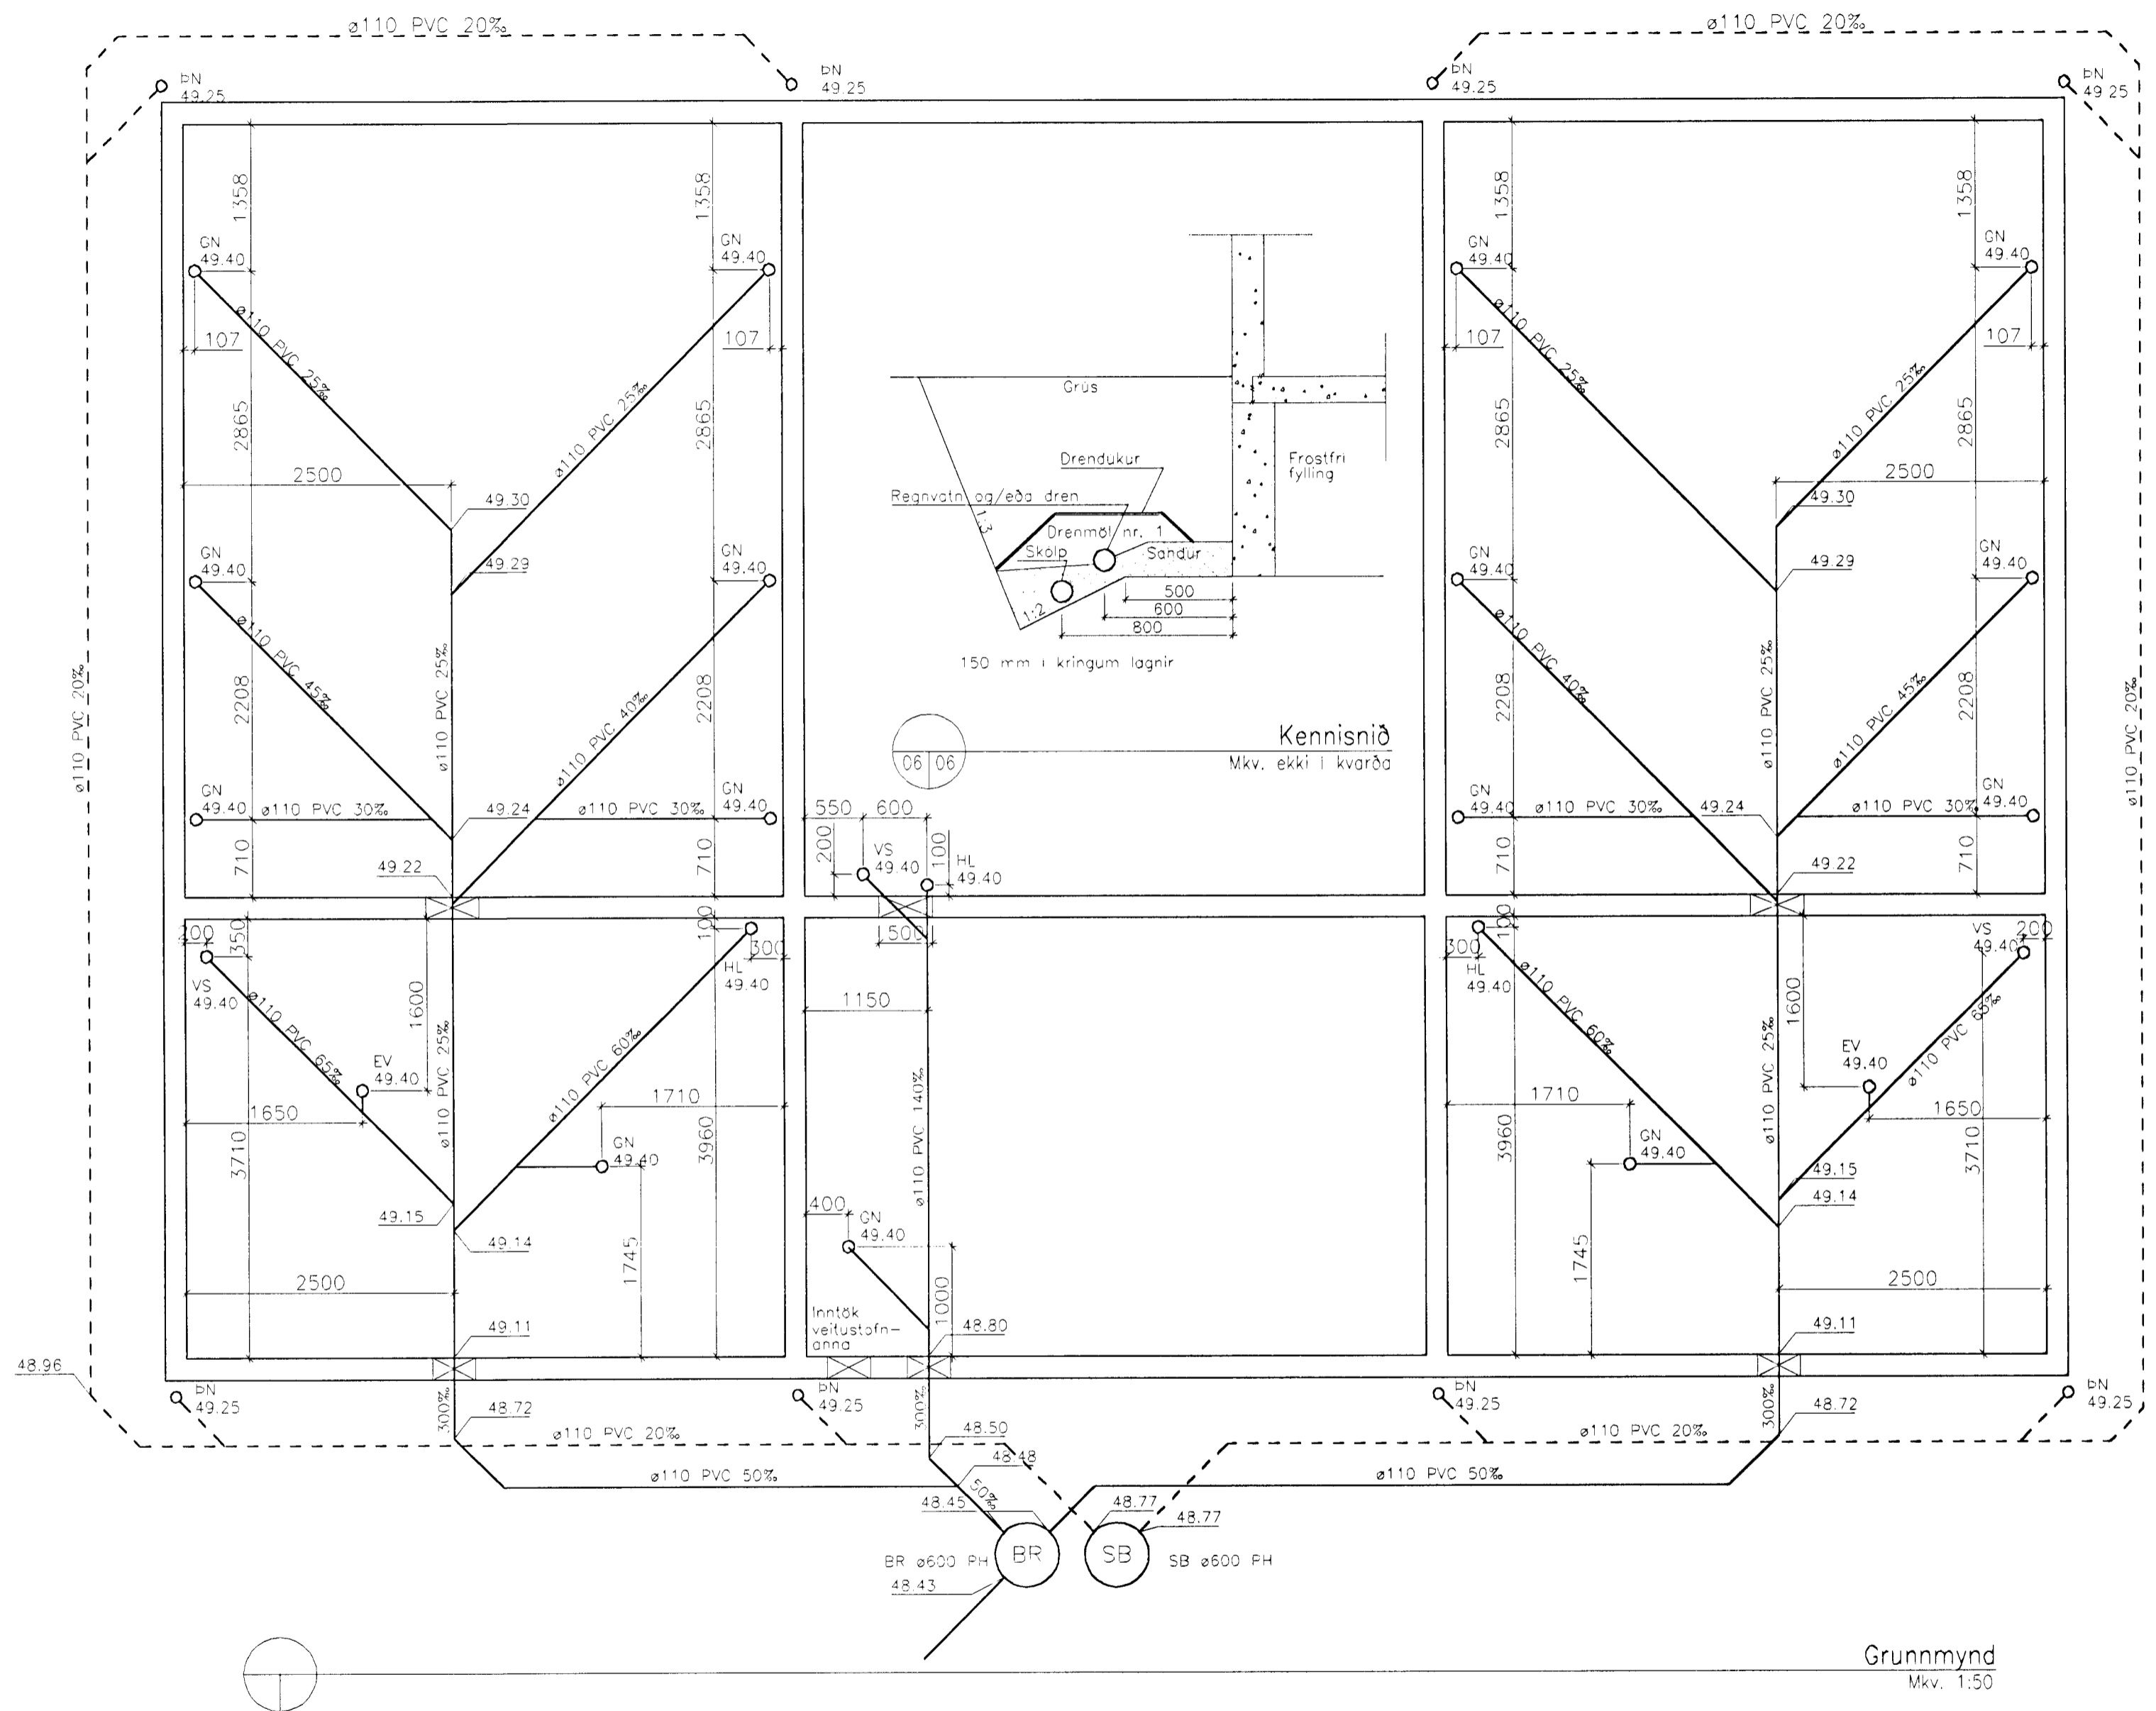 ø110 PVC 20‰
ø110 PVC 20‰
ÞN
49.25
ÞN
49.25
ÞN
49.25
ÞN
49.25
1358
1358
1358
1358
GN
49.40
GN
49.40
GN
49.40
GN
49.40
107
107
107
107
ø110 PVC 25‰
ø110 PVC 25‰
ø110 PVC 25‰
ø110 PVC 25‰
2865
2865
2865
2865
2500
2500
49.30
49.30
49.29
49.29
Grús
Drendúkur
Regnvatn og/eða dren
Frostfrí
fylling
1:3
Drenmöl nr. 1
Skólp
Sandur
1:2
500
600
800
150 mm í kringum lagnir
Kennisnið
06 06
Mkv. ekki í kvarða
GN
49.40
GN
49.40
GN
49.40
GN
49.40
ø110 PVC 45‰
ø110 PVC 40‰
ø110 PVC 40‰
ø110 PVC 45‰
ø110 PVC 25‰
ø110 PVC 25‰
2208
2208
2208
2208
ø110 PVC 20‰
ø110 PVC 20‰
GN
49.40
ø110 PVC 30‰
49.24
ø110 PVC 30‰
GN
49.40
GN
49.40
ø110 PVC 30‰
49.24
ø110 PVC 30‰
GN
49.40
710
710
710
710
49.22
49.22
550
600
200
VS
49.40
100
HL
49.40
500
1150
200
350
VS
49.40
100
300
HL
49.40
100
300
HL
49.40
VS
49.40
200
1600
1600
ø110 PVC 65‰
ø110 PVC 25‰
ø110 PVC 60‰
ø110 PVC 140‰
ø110 PVC 60‰
ø110 PVC 25‰
ø110 PVC 65‰
EV
49.40
EV
49.40
1650
1710
1710
1650
GN
49.40
GN
49.40
3710
3960
3960
3710
49.15
49.14
49.15
49.14
400
GN
49.40
1745
1745
1000
2500
2500
Inntök
veitustofn-
anna
49.11
48.80
49.11
48.96
ÞN
49.25
ÞN
49.25
ÞN
49.25
ÞN
49.25
300‰
300‰
300‰
48.72
48.50
48.72
ø110 PVC 20‰
ø110 PVC 20‰
48.48
ø110 PVC 50‰
ø110 PVC 50‰
50‰
48.45
48.77
48.77
BR ø600 PH
BR
SB
SB ø600 PH
48.43
Grunnmynd
Mkv. 1:50